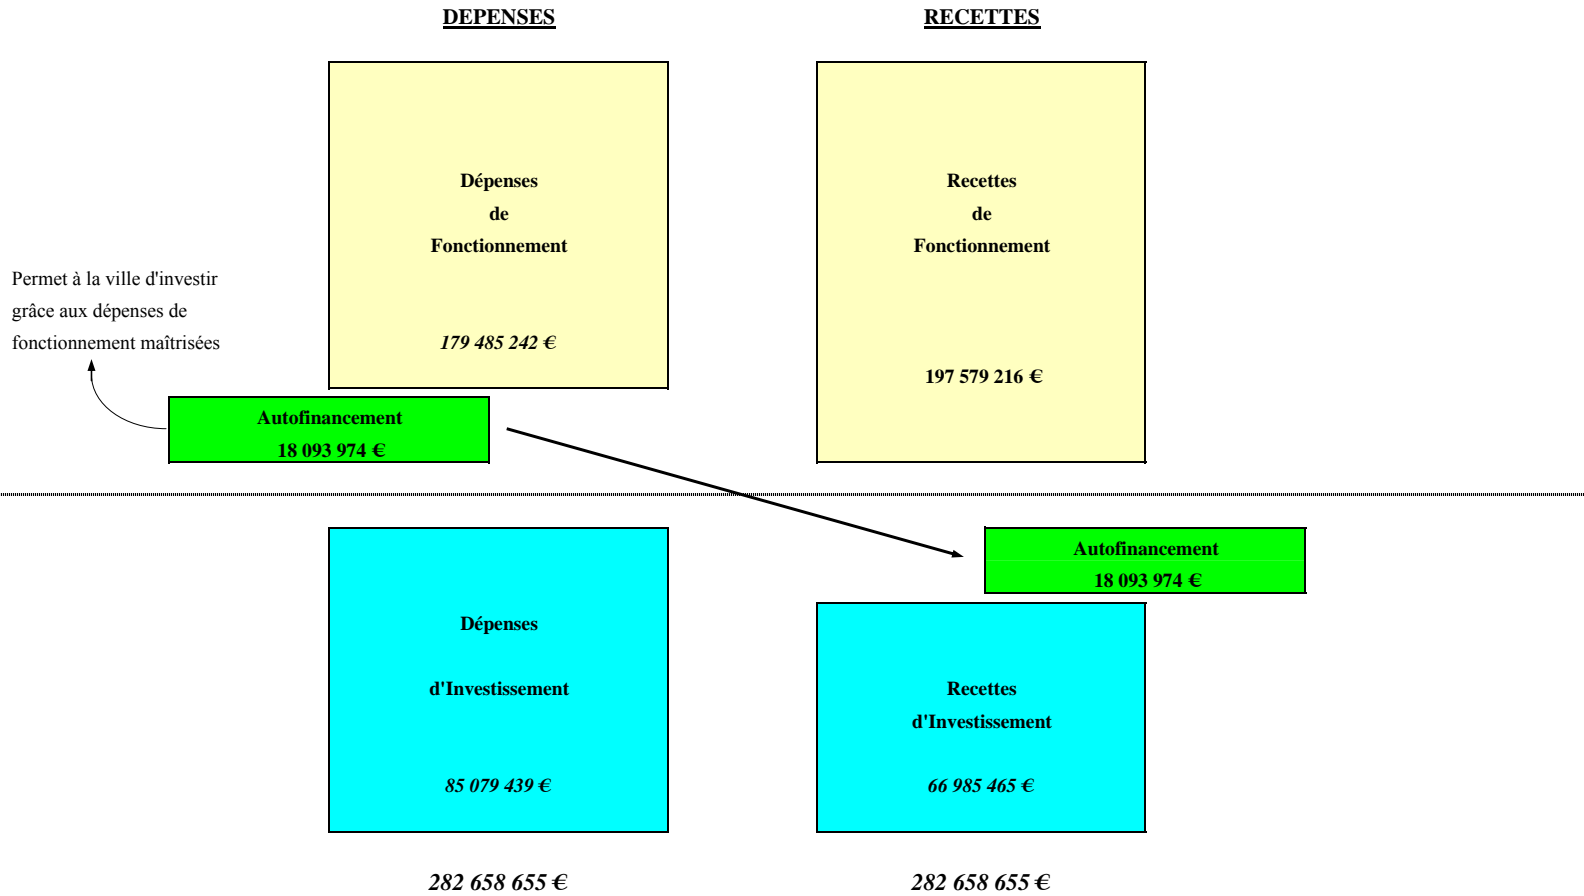 DEPENSES
RECETTES
Dépenses
de
Fonctionnement
179 485 242 €
Recettes
de
Fonctionnement
197 579 216 €
Permet à la ville d'investir
grâce aux dépenses de
fonctionnement maîtrisées
Autofinancement
18 093 974 €
Autofinancement
18 093 974 €
Dépenses
d'Investissement
85 079 439 €
Recettes
d'Investissement
66 985 465 €
282 658 655 €
282 658 655 €